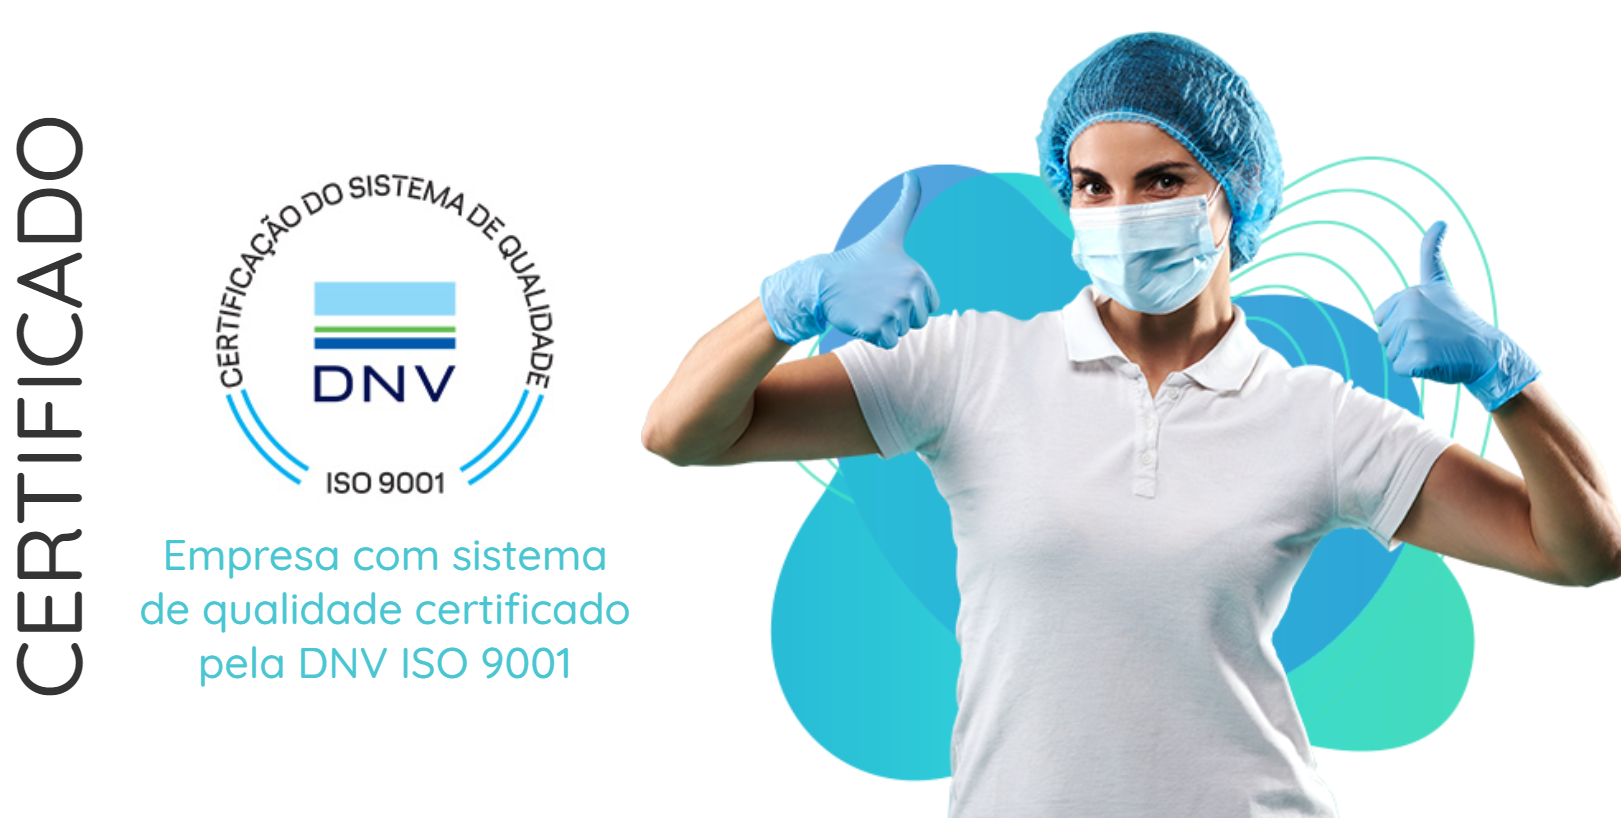 CERTIFICADO
CERTIFICAÇÃO DO SISTEMA DE QUALIDADE
DNV
ISO 9001
Empresa com sistema
de qualidade certificado
pela DNV ISO 9001